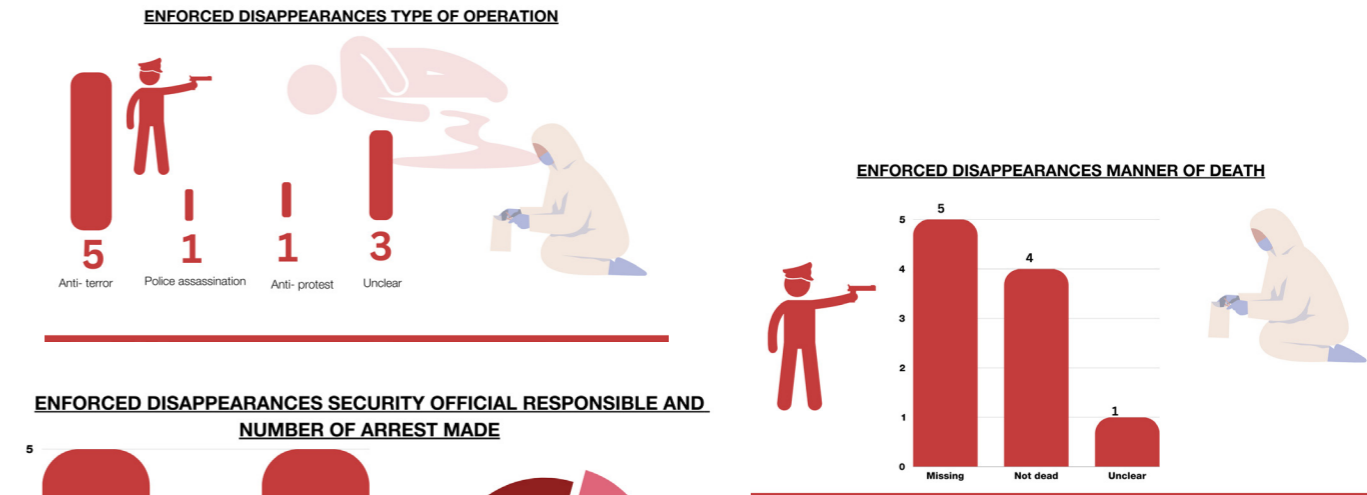 ENFORCED DISAPPEARANCES TYPE OF OPERATION
5 1 1 3
Anti- terror Police assassination Anti- protest Unclear
ENFORCED DISAPPEARANCES SECURITY OFFICIAL RESPONSIBLE AND
NUMBER OF ARREST MADE
5
ENFORCED DISAPPEARANCES MANNER OF DEATH
5
5
4
4
3
2
1
1
0
Missing Not dead Unclear